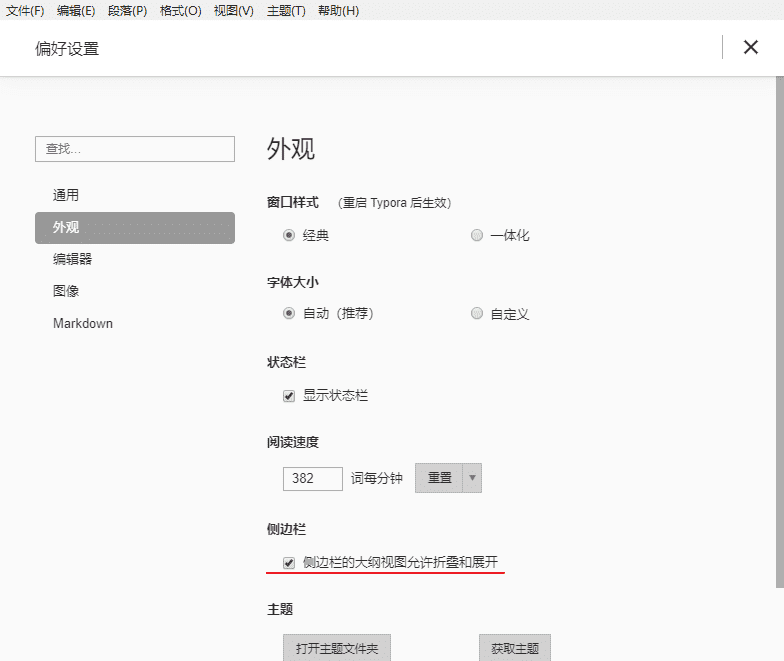 文件(F) 编辑(E) 段落(P) 格式(O) 视图(V) 主题(T) 帮助(H)
偏好设置
查找...
通用
外观
编辑器
图像
Markdown
外观
窗口样式 (重启 Typora 后生效)
经典 一体化
字体大小
自动（推荐） 自定义
状态栏
显示状态栏
阅读速度
382 词每分钟 重置
侧边栏
侧边栏的大纲视图允许折叠和展开
主题
打开主题文件夹 获取主题